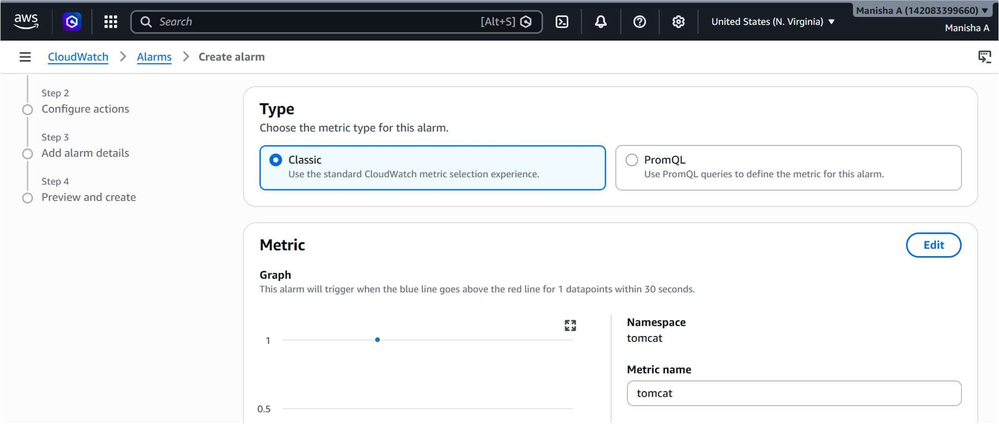 aws
Search
[Alt+S]
United States (N. Virginia) ▼
Manisha A (142083399660) ▼
Manisha A
CloudWatch > Alarms > Create alarm
Step 2
Configure actions
Step 3
Add alarm details
Step 4
Preview and create
Type
Choose the metric type for this alarm.
Classic
Use the standard CloudWatch metric selection experience.
PromQL
Use PromQL queries to define the metric for this alarm.
Metric
Edit
Graph
This alarm will trigger when the blue line goes above the red line for 1 datapoints within 30 seconds.
1
0.5
Namespace
tomcat
Metric name
tomcat